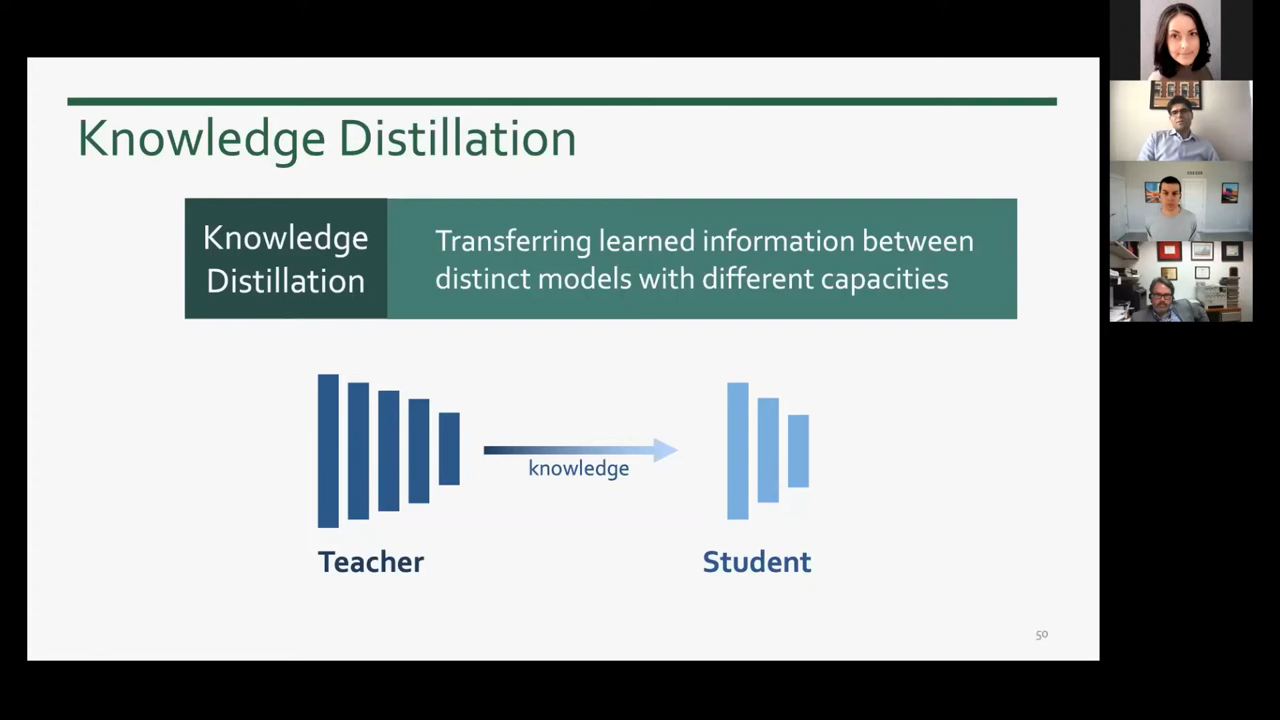 Knowledge Distillation
Knowledge
Distillation
Transferring learned information between
distinct models with different capacities
knowledge
Teacher
Student
50